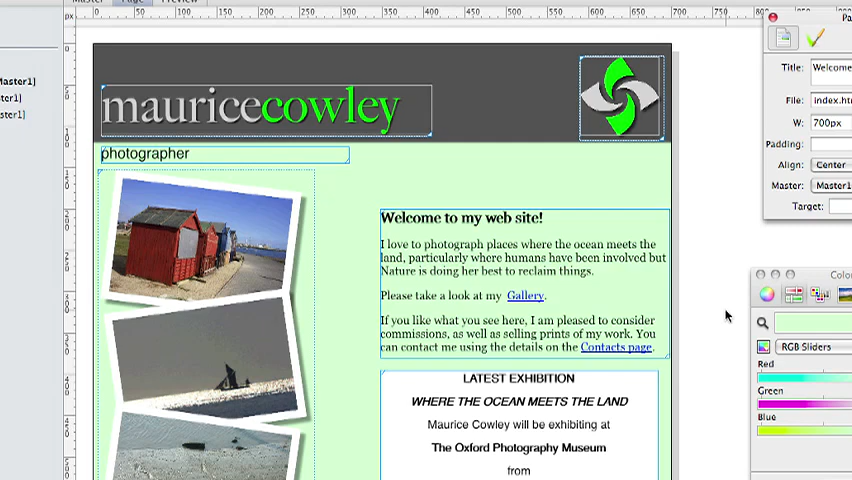 Master Page Preview
px 50 100 150 200 250 300 350 400 450 500 550 600 650 700 750
Master1]
ster1]
ster1]
mauricecowley
photographer
Welcome to my web site!
I love to photograph places where the ocean meets the
land, particularly where humans have been involved but
Nature is doing her best to reclaim things.
Please take a look at my Gallery.
If you like what you see here, I am pleased to consider
commissions, as well as selling prints of my work. You
can contact me using the details on the Contacts page.
LATEST EXHIBITION
WHERE THE OCEAN MEETS THE LAND
Maurice Cowley will be exhibiting at
The Oxford Photography Museum
from
Pa
Title: Welcome
File: index.ht
W: 700px
Padding:
Align: Center
Master: Master1
Target:
Colo
RGB Sliders
Red
Green
Blue